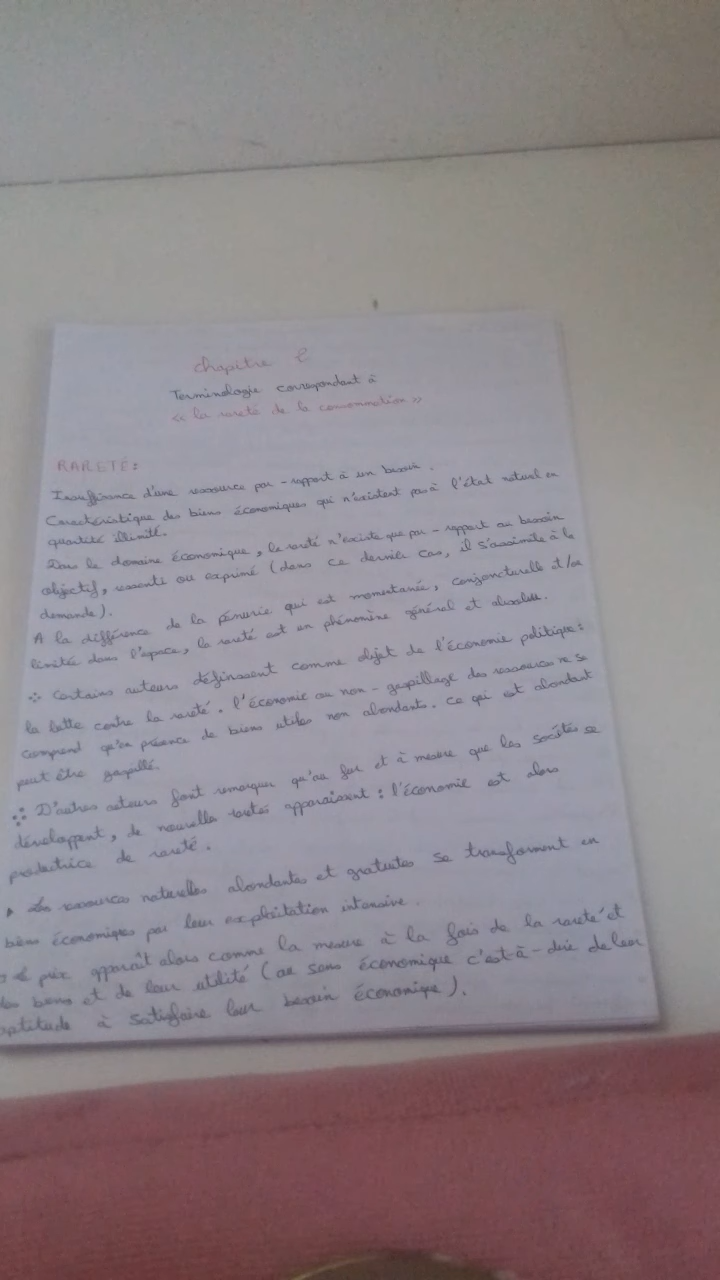 chapitre
Terminologie correspondant à
« la rareté de la consommation »
RARETÉ :
Insuffisance d'une ressource par-rapport à un besoin.
Caractéristique des biens économiques qui n'existent pas à l'état naturel en
quantité illimité.
Dans le domaine économique, la rareté n'existe que par-rapport au besoin
objectif, ressenti ou exprimé (dans ce dernier cas, il s'assimile à la
demande).
A la différence de la pénurie qui est momentanée, conjoncturelle et/ou
limité dans l'espace, la rareté est un phénomène général et absolue.
Certains auteurs définissent comme objet de l'économie politique :
la lutte contre la rareté. l'économie ou non-gaspillage des ressources ne se
comprend qu'en présence de biens utiles non abondants. ce qui est abondant
peut être gaspillé.
D'autres auteurs font remarquer qu'au fur et à mesure que les sociétés se
développent, de nouvelles raretés apparaissent : l'économie est alors
productrice de rareté.
Les ressources naturelles abondantes et gratuites se transforment en
biens économiques par leur exploitation intensive.
prix apparaît alors comme la mesure à la fois de la rareté et
des biens et de leur utilité (au sens économique c'est-à-dire de leur
aptitude à satisfaire leur besoin économique).